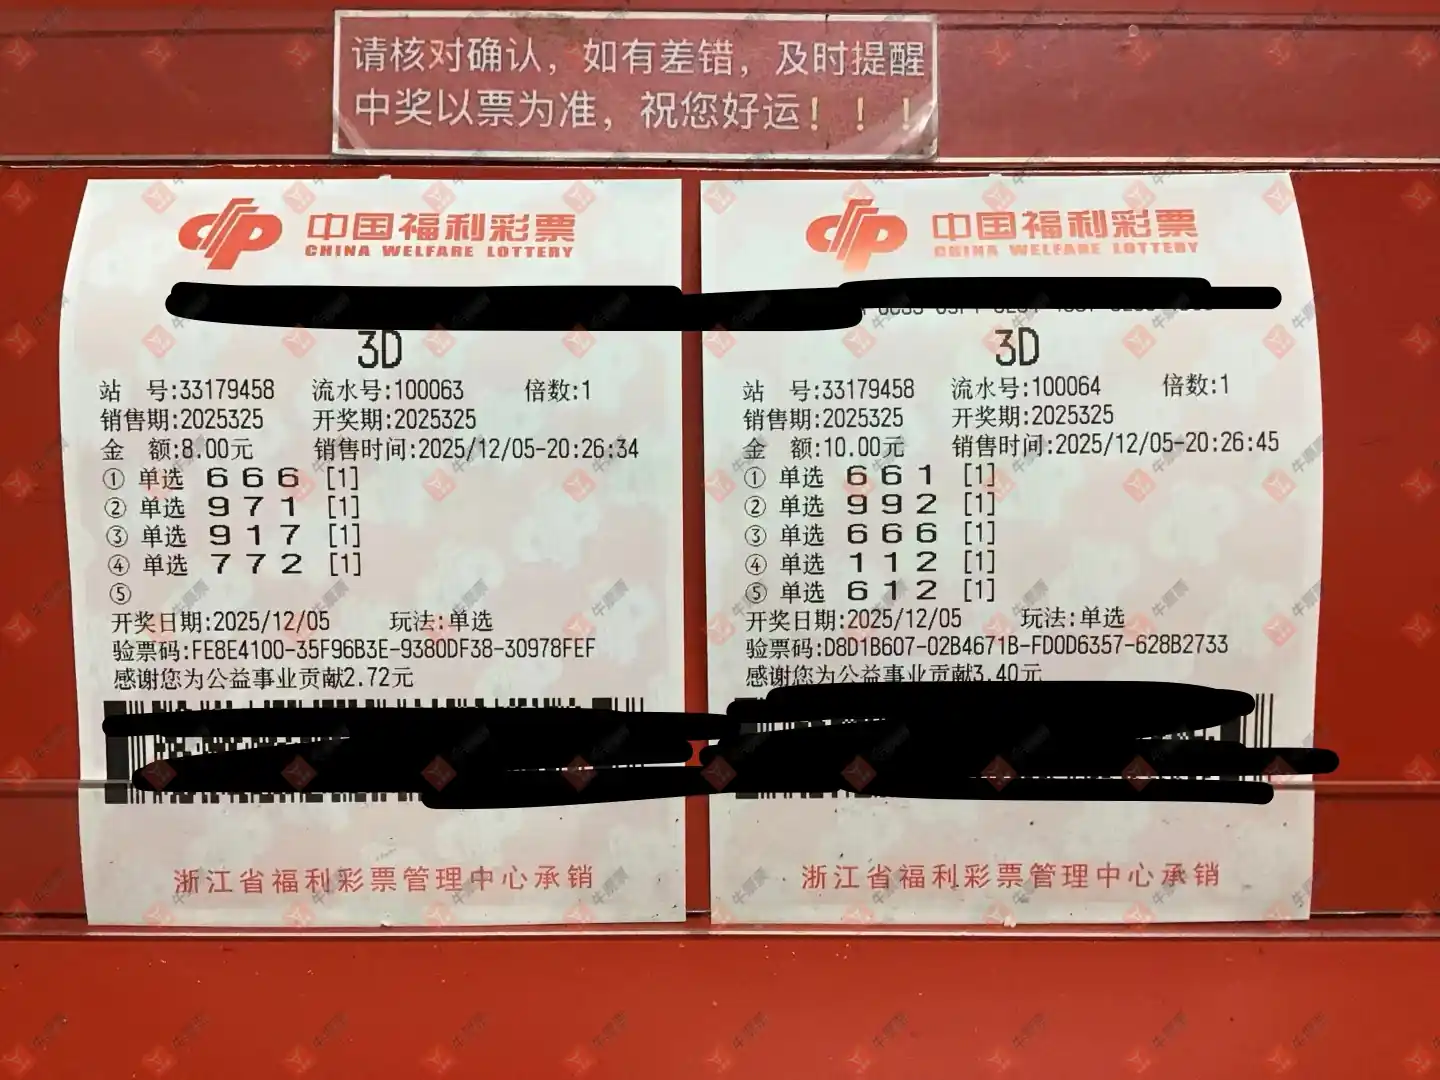 请核对确认，如有差错，及时提醒
中奖以票为准，祝您好运！！！
中国福利彩票
CHINA WELFARE LOTTERY
3D
站 号:33179458 流水号:100063 倍数:1
销售期:2025325 开奖期:2025325
金 额:8.00元 销售时间:2025/12/05-20:26:34
① 单选 6 6 6 [1]
② 单选 9 7 1 [1]
③ 单选 9 1 7 [1]
④ 单选 7 7 2 [1]
⑤
开奖日期:2025/12/05 玩法:单选
验票码:FE8E4100-35F96B3E-9380DF38-30978FEF
感谢您为公益事业贡献2.72元
浙江省福利彩票管理中心承销
中国福利彩票
CHINA WELFARE LOTTERY
3D
站 号:33179458 流水号:100064 倍数:1
销售期:2025325 开奖期:2025325
金 额:10.00元 销售时间:2025/12/05-20:26:45
① 单选 6 6 1 [1]
② 单选 9 9 2 [1]
③ 单选 6 6 6 [1]
④ 单选 1 1 2 [1]
⑤ 单选 6 1 2 [1]
开奖日期:2025/12/05 玩法:单选
验票码:D8D1B607-02B4671B-FD0D6357-628B2733
感谢您为公益事业贡献3.40元
浙江省福利彩票管理中心承销